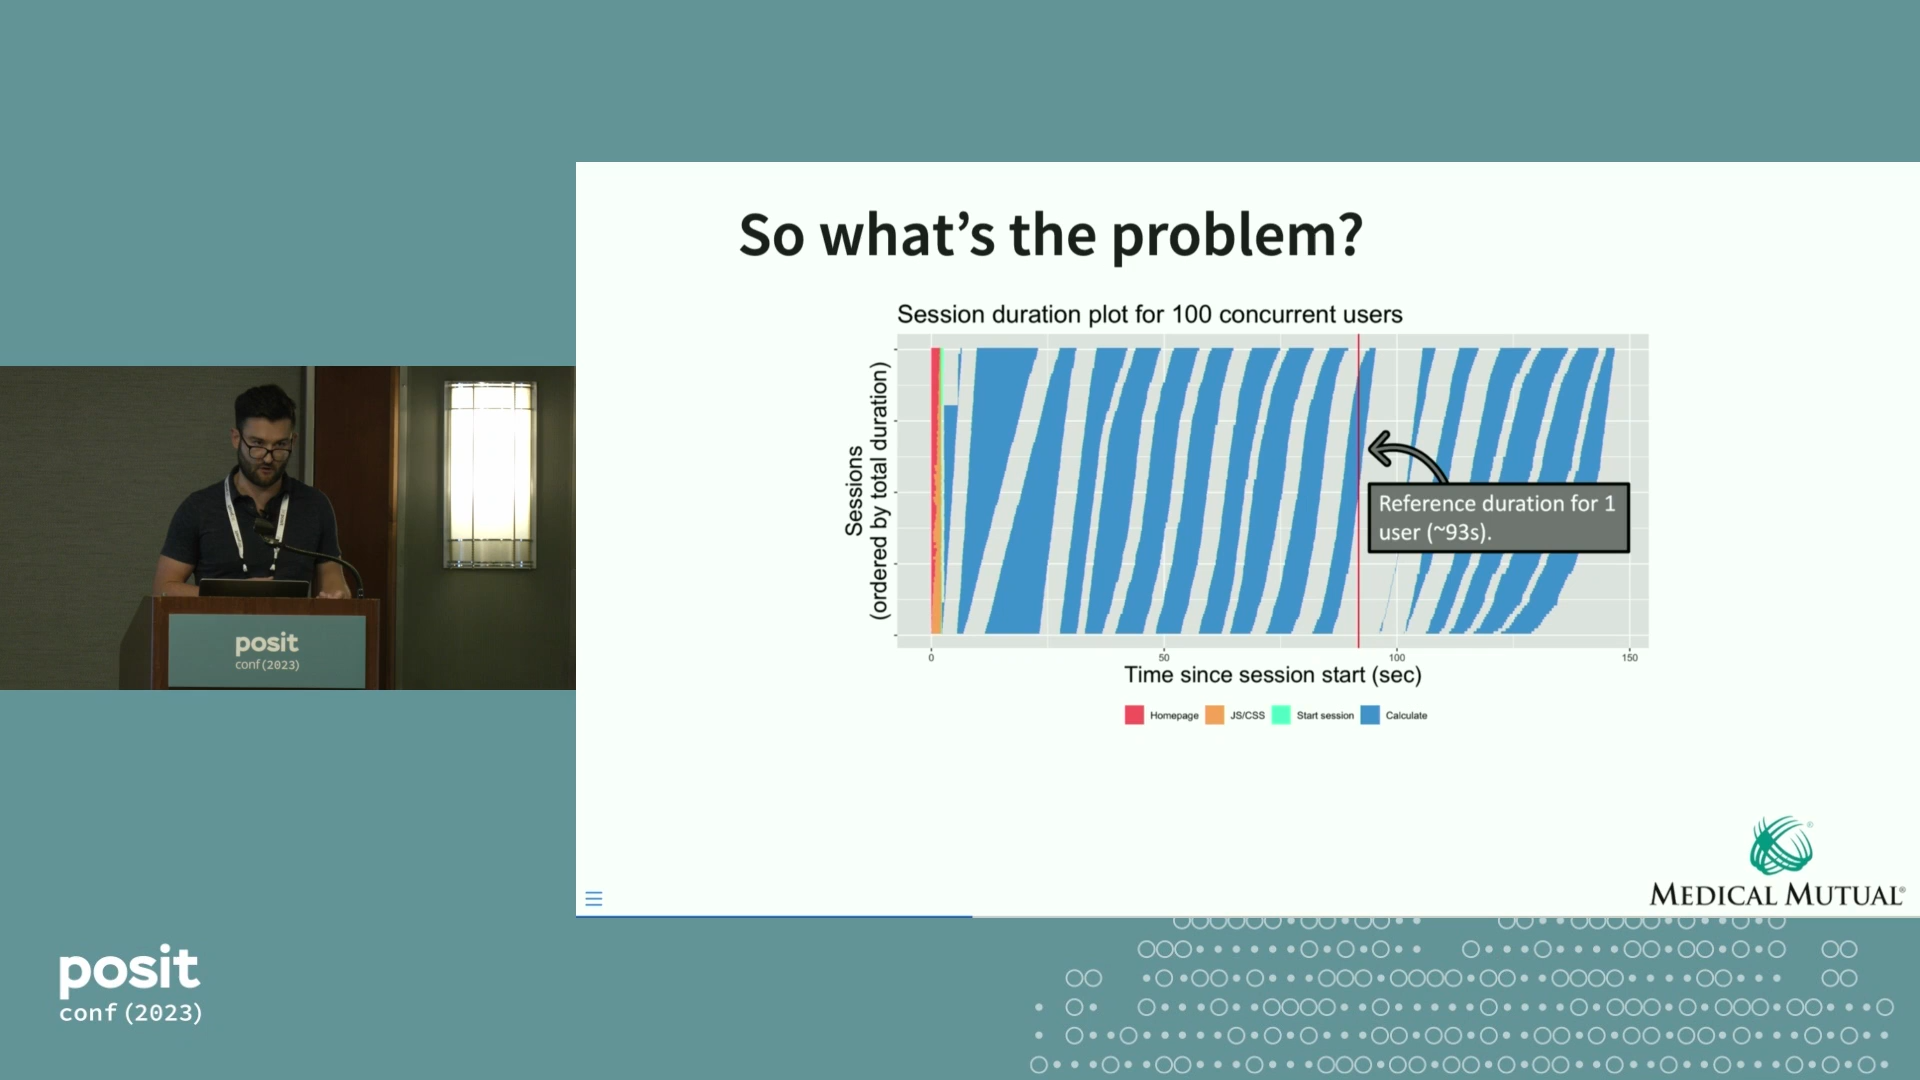 So what's the problem?
Session duration plot for 100 concurrent users
Sessions
(ordered by total duration)
Reference duration for 1
user (~93s).
0
50
100
150
Time since session start (sec)
Homepage
JS/CSS
Start session
Calculate
MEDICAL MUTUAL®
posit
conf(2023)
posit
conf(2023)